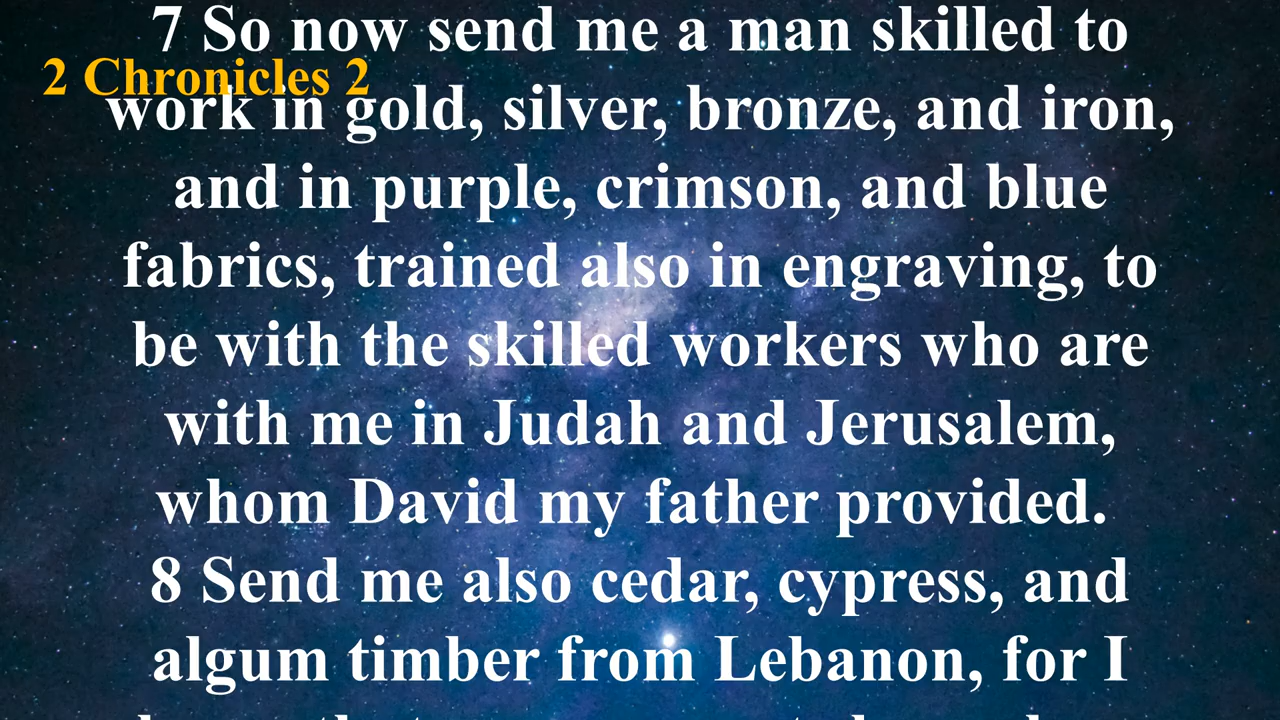 7 So now send me a man skilled to
2 Chronicles 2
work in gold, silver, bronze, and iron,
and in purple, crimson, and blue
fabrics, trained also in engraving, to
be with the skilled workers who are
with me in Judah and Jerusalem,
whom David my father provided.
8 Send me also cedar, cypress, and
algum timber from Lebanon, for I